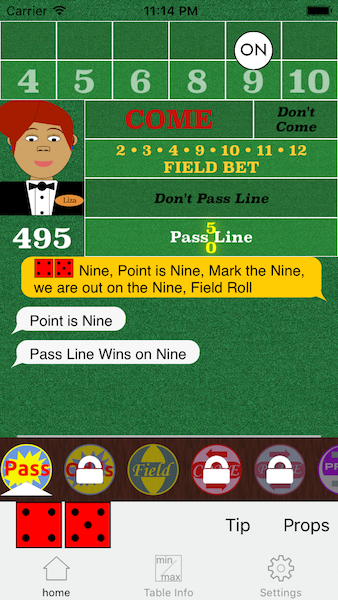 Carrier 11:14 PM
ON
4 5 6 8 9 10
COME Don't Come
2 • 3 • 4 • 9 • 10 • 11 • 12
FIELD BET
Liza
Don't Pass Line
495
Pass Line
5
0
Nine, Point is Nine, Mark the Nine,
we are out on the Nine, Field Roll
Point is Nine
Pass Line Wins on Nine
Pass Field
Tip Props
min
max
home Table Info Settings